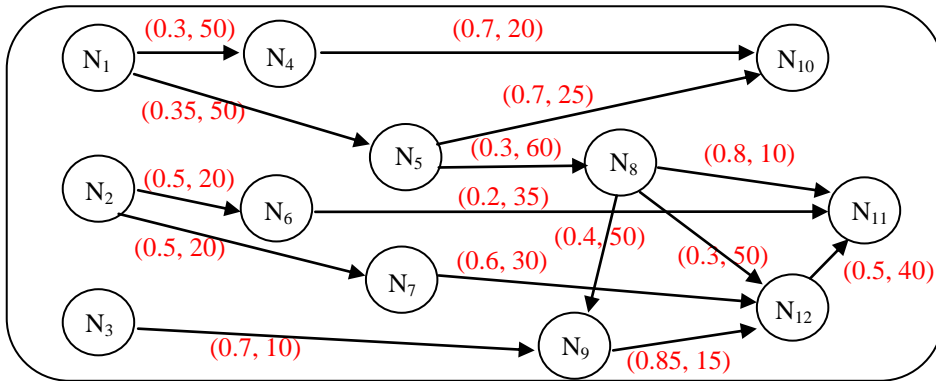 (0.3, 50)
(0.7, 20)
N₁
N₄
N₁₀
(0.35, 50)
(0.7, 25)
N₅
(0.3, 60)
N₈
(0.8, 10)
N₂
(0.5, 20)
N₆
(0.2, 35)
N₁₁
(0.5, 20)
(0.4, 50)
(0.3, 50)
(0.6, 30)
(0.5, 40)
N₇
N₃
N₁₂
(0.7, 10)
N₉
(0.85, 15)